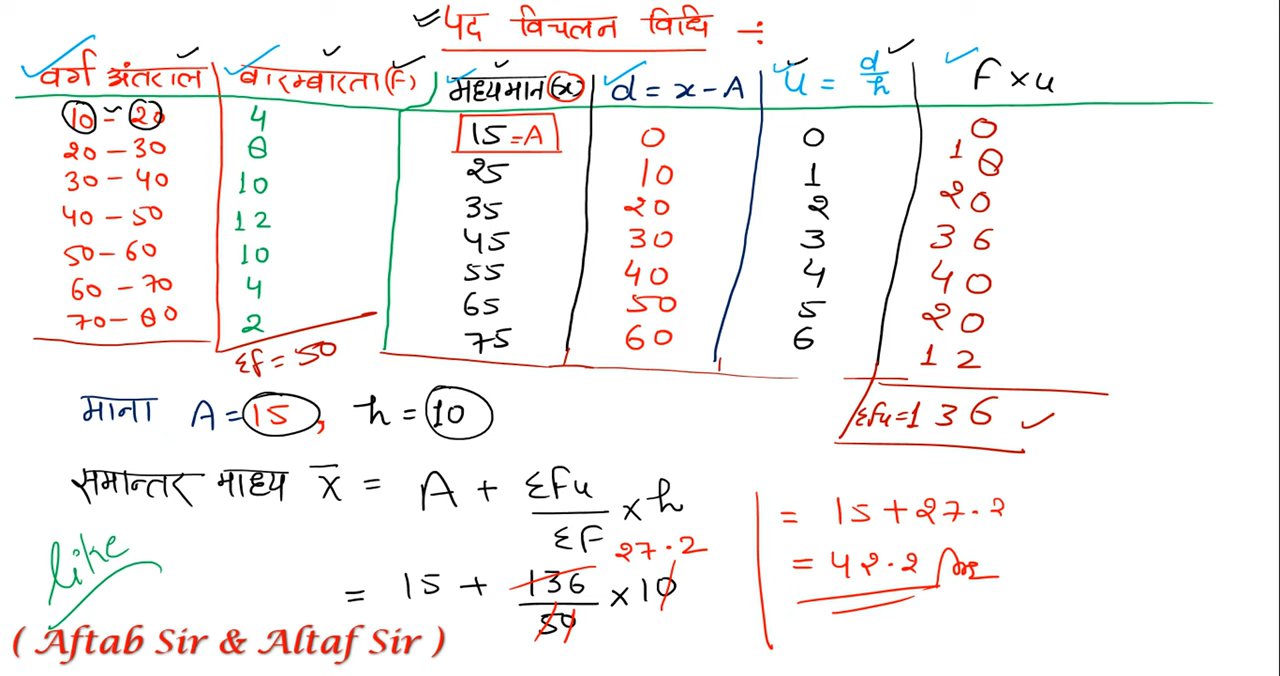 पद विचलन विधि :-
वर्ग अंतराल बारम्बारता (F) मध्यमान (x) d = x - A u = d/h F × u
10 - 20 4 15 = A 0 0 0
20 - 30 8 25 10 1 1 8
30 - 40 10 35 20 2 20
40 - 50 12 45 30 3 36
50 - 60 10 55 40 4 40
60 - 70 4 65 50 5 20
70 - 80 2 75 60 6 12
Σf = 50
Σfu = 136
माना A = 15, h = 10
समान्तर माध्य x̄ = A + ΣFu/ΣF × h
= 15 + 136/50 × 10
27.2
= 15 + 27.2
= 42.2 Ans
like
( Aftab Sir & Altaf Sir )